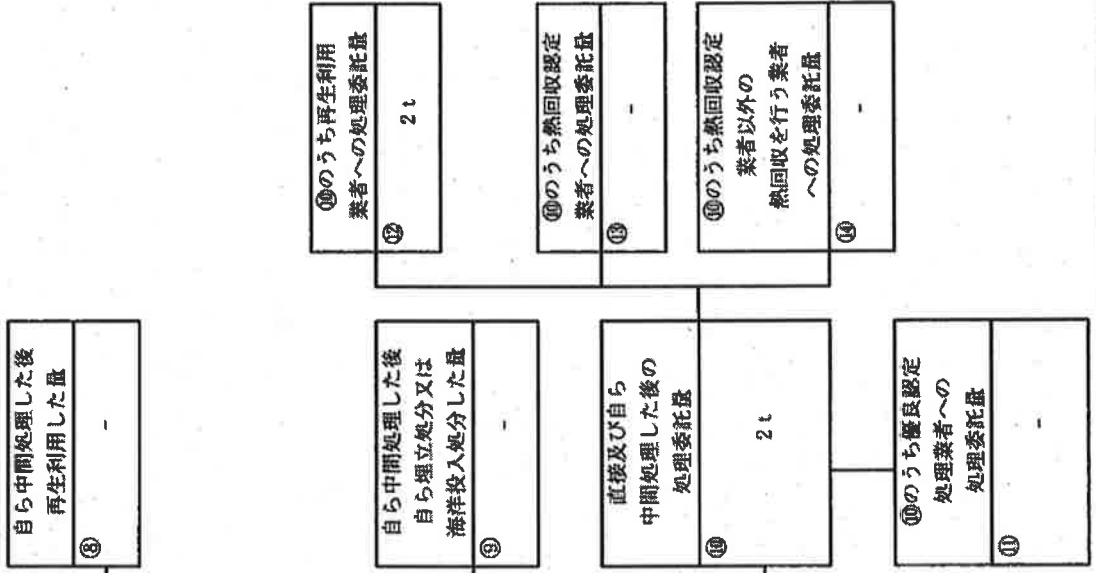 自ら中間処理した後
再生利用した量
⑧
-
自ら中間処理した後
自ら埋立処分又は
海洋投入処分した量
⑨
-
直接及び自ら
中間処理した後の
処理委託量
⑩
2 t
⑩のうち優良認定
処理業者への
処理委託量
⑪
-
⑩のうち再生利用
業者への処理委託量
⑫
2 t
⑩のうち熱回収認定
業者への処理委託量
⑬
-
⑩のうち熱回収認定
業者以外の
熱回収を行う業者
への処理委託量
⑭
-